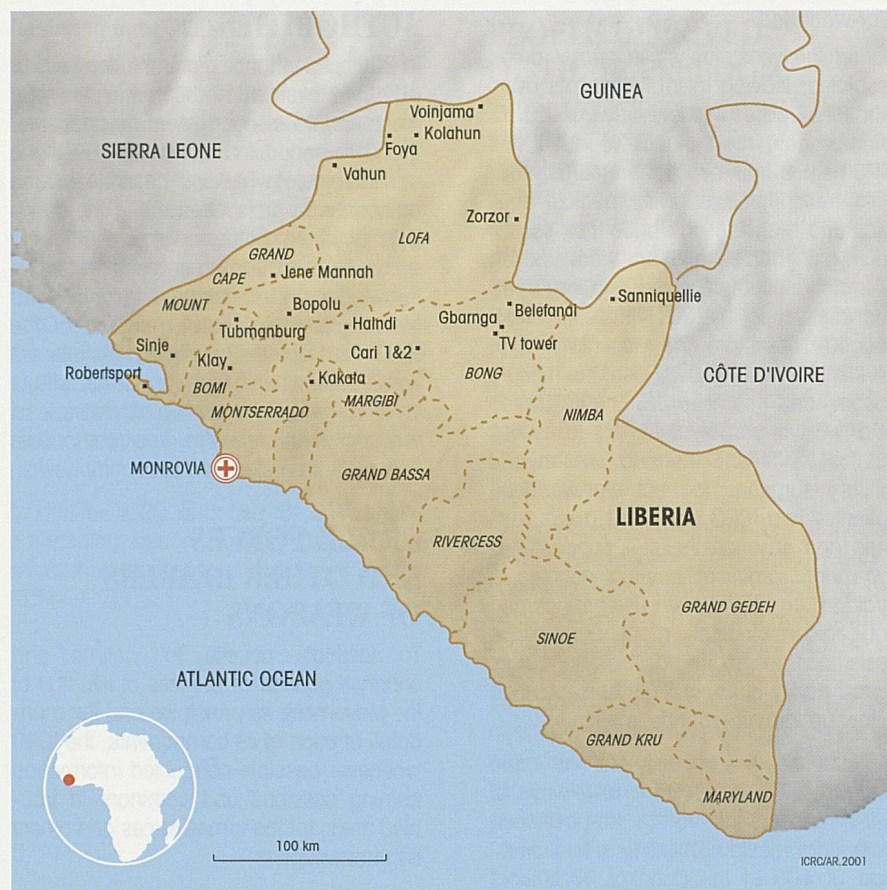 GUINEA
Voinjama
Kolahun
Foya
SIERRA LEONE
Vahun
Zorzor
LOFA
GRAND
CAPE
MOUNT
Jene Mannah
Sanniquellie
Bopolu
Belefanai
Gbarnga
Tubmanburg
Haindi
TV tower
Sinje
Cari 1&2
Klay
Robertsport
Kakata
BONG
CÔTE D'IVOIRE
BOMI
MARGIBI
MONTSERRADO
NIMBA
MONROVIA
GRAND BASSA
LIBERIA
RIVERCESS
GRAND GEDEH
SINOE
ATLANTIC OCEAN
GRAND KRU
MARYLAND
100 km
ICRC/AR.2001